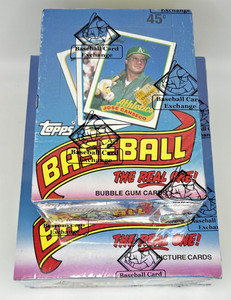 45¢
Baseball Card
Exchange
Baseball Card
Exchange
Athletics
JOSE CANSECO
Topps
BASEBALL
THE REAL ONE!
BUBBLE GUM CARDS
Baseball Card
Exchange
THE REAL ONE!
PICTURE CARDS
Baseball Card